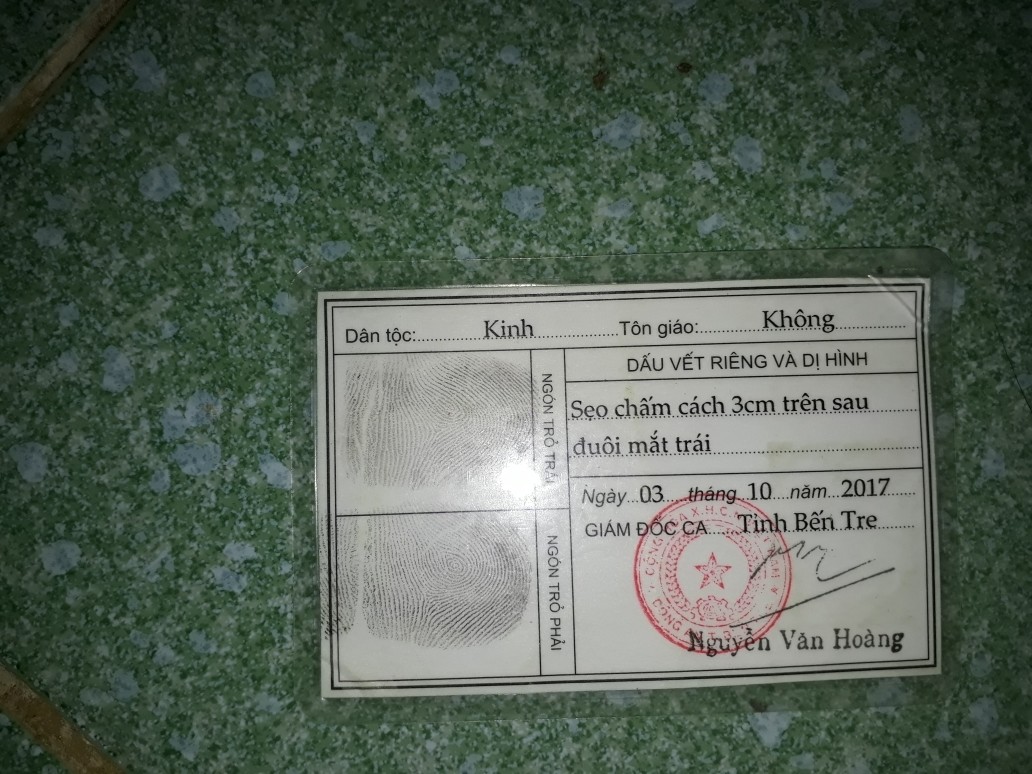 Dân tộc: Kinh Tôn giáo: Không
NGÓN TRỎ TRÁI
DẤU VẾT RIÊNG VÀ DỊ HÌNH
Sẹo chấm cách 3cm trên sau
đuôi mắt trái
NGÓN TRỎ PHẢI
Ngày 03 tháng 10 năm 2017
GIÁM ĐỐC CA Tỉnh Bến Tre
Nguyễn Văn Hoàng